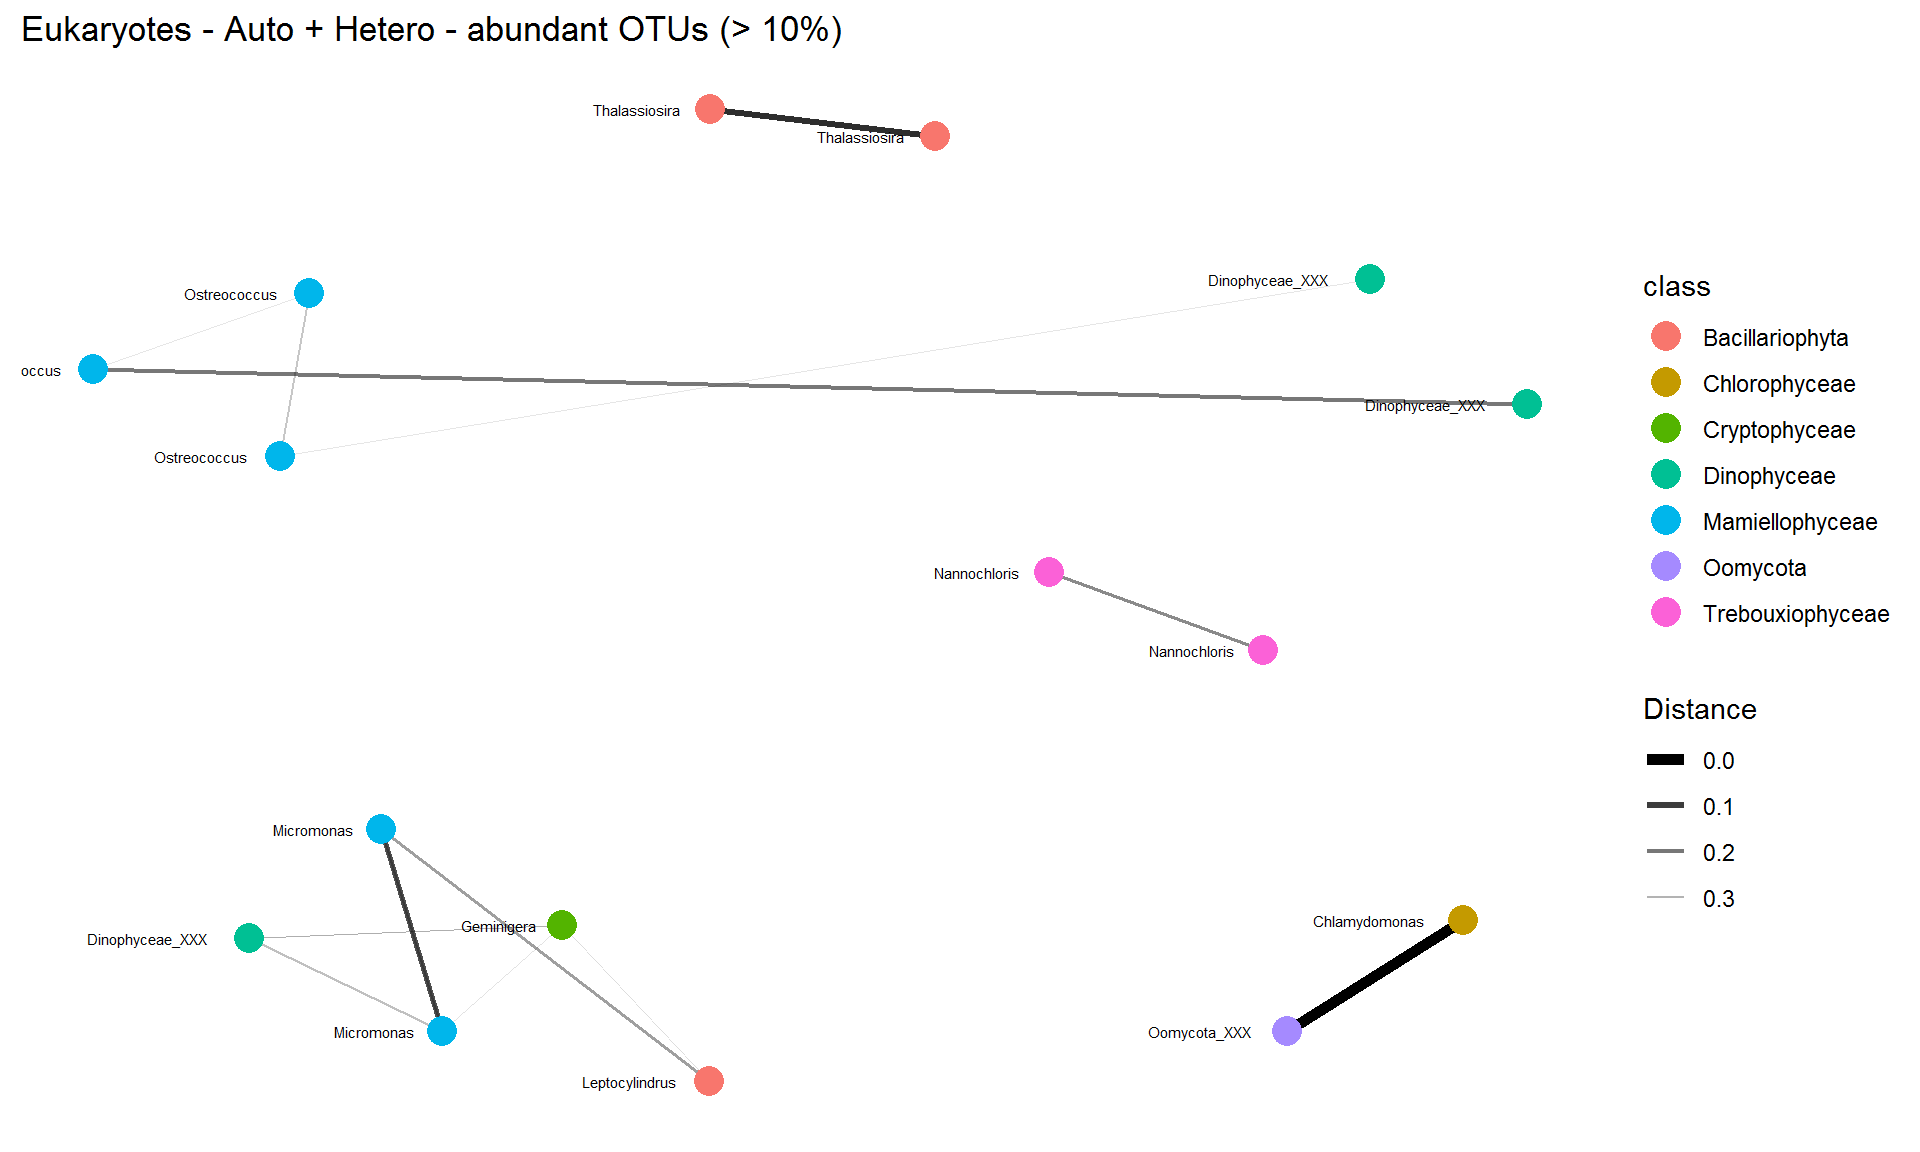 Eukaryotes - Auto + Hetero - abundant OTUs (> 10%)
Thalassiosira
Thalassiosira
Dinophyceae_XXX
Ostreococcus
occus
Dinophyceae_XXX
Ostreococcus
Nannochloris
Nannochloris
Micromonas
Geminigera
Dinophyceae_XXX
Micromonas
Leptocylindrus
Chlamydomonas
Oomycota_XXX
class
Bacillariophyta
Chlorophyceae
Cryptophyceae
Dinophyceae
Mamiellophyceae
Oomycota
Trebouxiophyceae
Distance
0.0
0.1
0.2
0.3